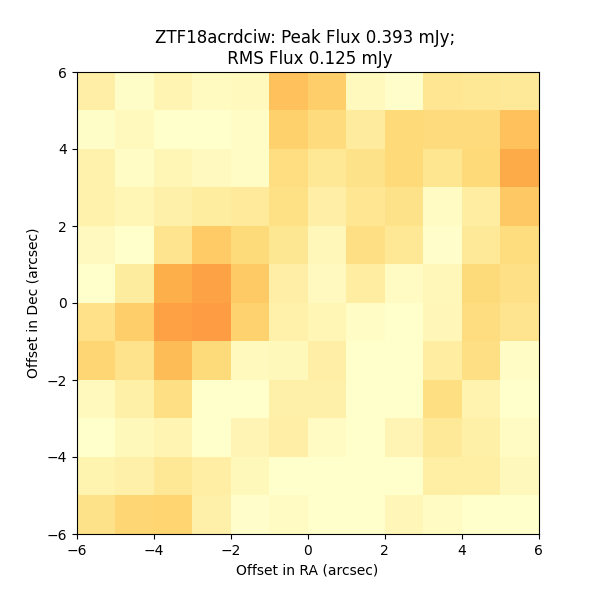 ZTF18acrdciw: Peak Flux 0.393 mJy;
RMS Flux 0.125 mJy
6
4
2
0
−2
−4
−6
Offset in Dec (arcsec)
−6 −4 −2 0 2 4 6
Offset in RA (arcsec)